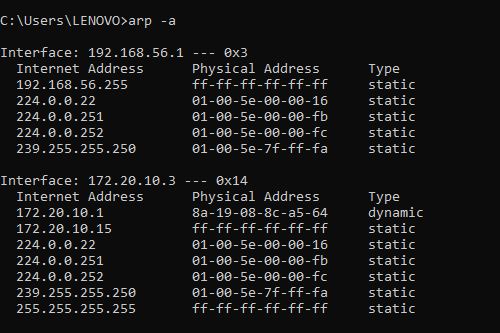 C:\Users\LENOVO>arp -a
Interface: 192.168.56.1 --- 0x3
Internet Address Physical Address Type
192.168.56.255 ff-ff-ff-ff-ff-ff static
224.0.0.22 01-00-5e-00-00-16 static
224.0.0.251 01-00-5e-00-00-fb static
224.0.0.252 01-00-5e-00-00-fc static
239.255.255.250 01-00-5e-7f-ff-fa static
Interface: 172.20.10.3 --- 0x14
Internet Address Physical Address Type
172.20.10.1 8a-19-08-8c-a5-64 dynamic
172.20.10.15 ff-ff-ff-ff-ff-ff static
224.0.0.22 01-00-5e-00-00-16 static
224.0.0.251 01-00-5e-00-00-fb static
224.0.0.252 01-00-5e-00-00-fc static
239.255.255.250 01-00-5e-7f-ff-fa static
255.255.255.255 ff-ff-ff-ff-ff-ff static